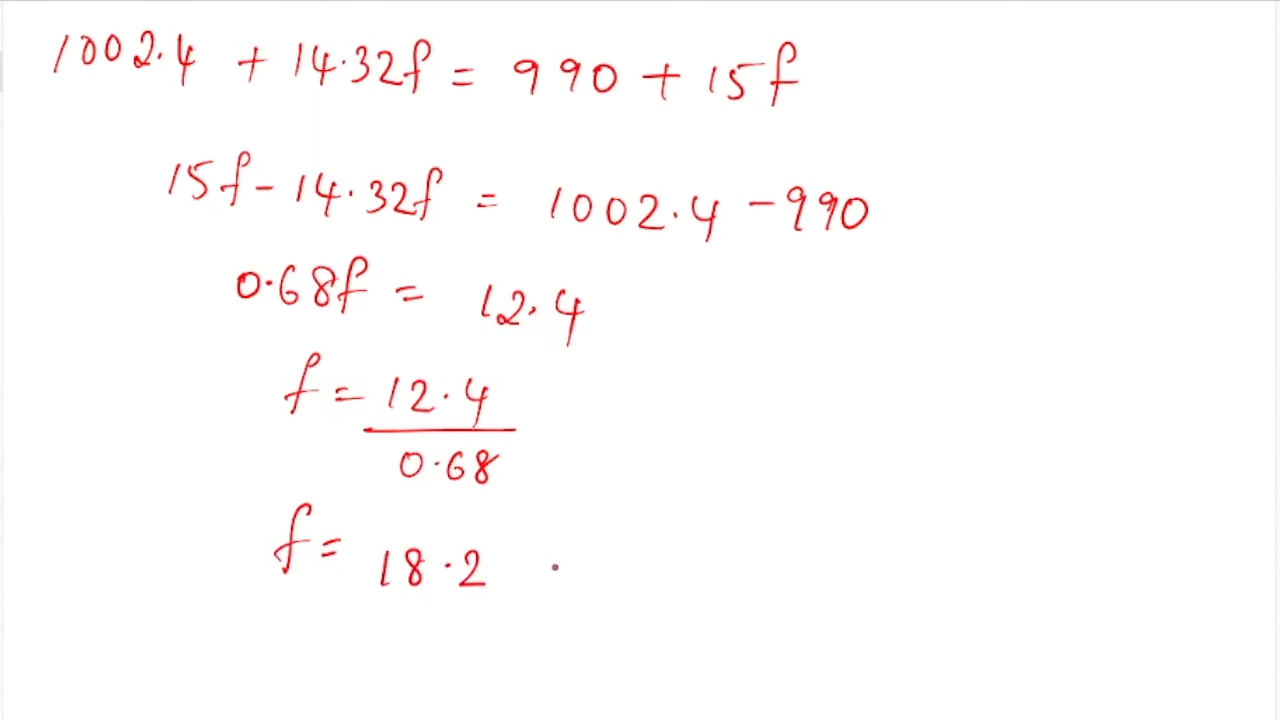 1002.4 + 14.32f = 990 + 15f
15f - 14.32f = 1002.4 - 990
0.68f = 12.4
f = 12.4
0.68
f = 18.2